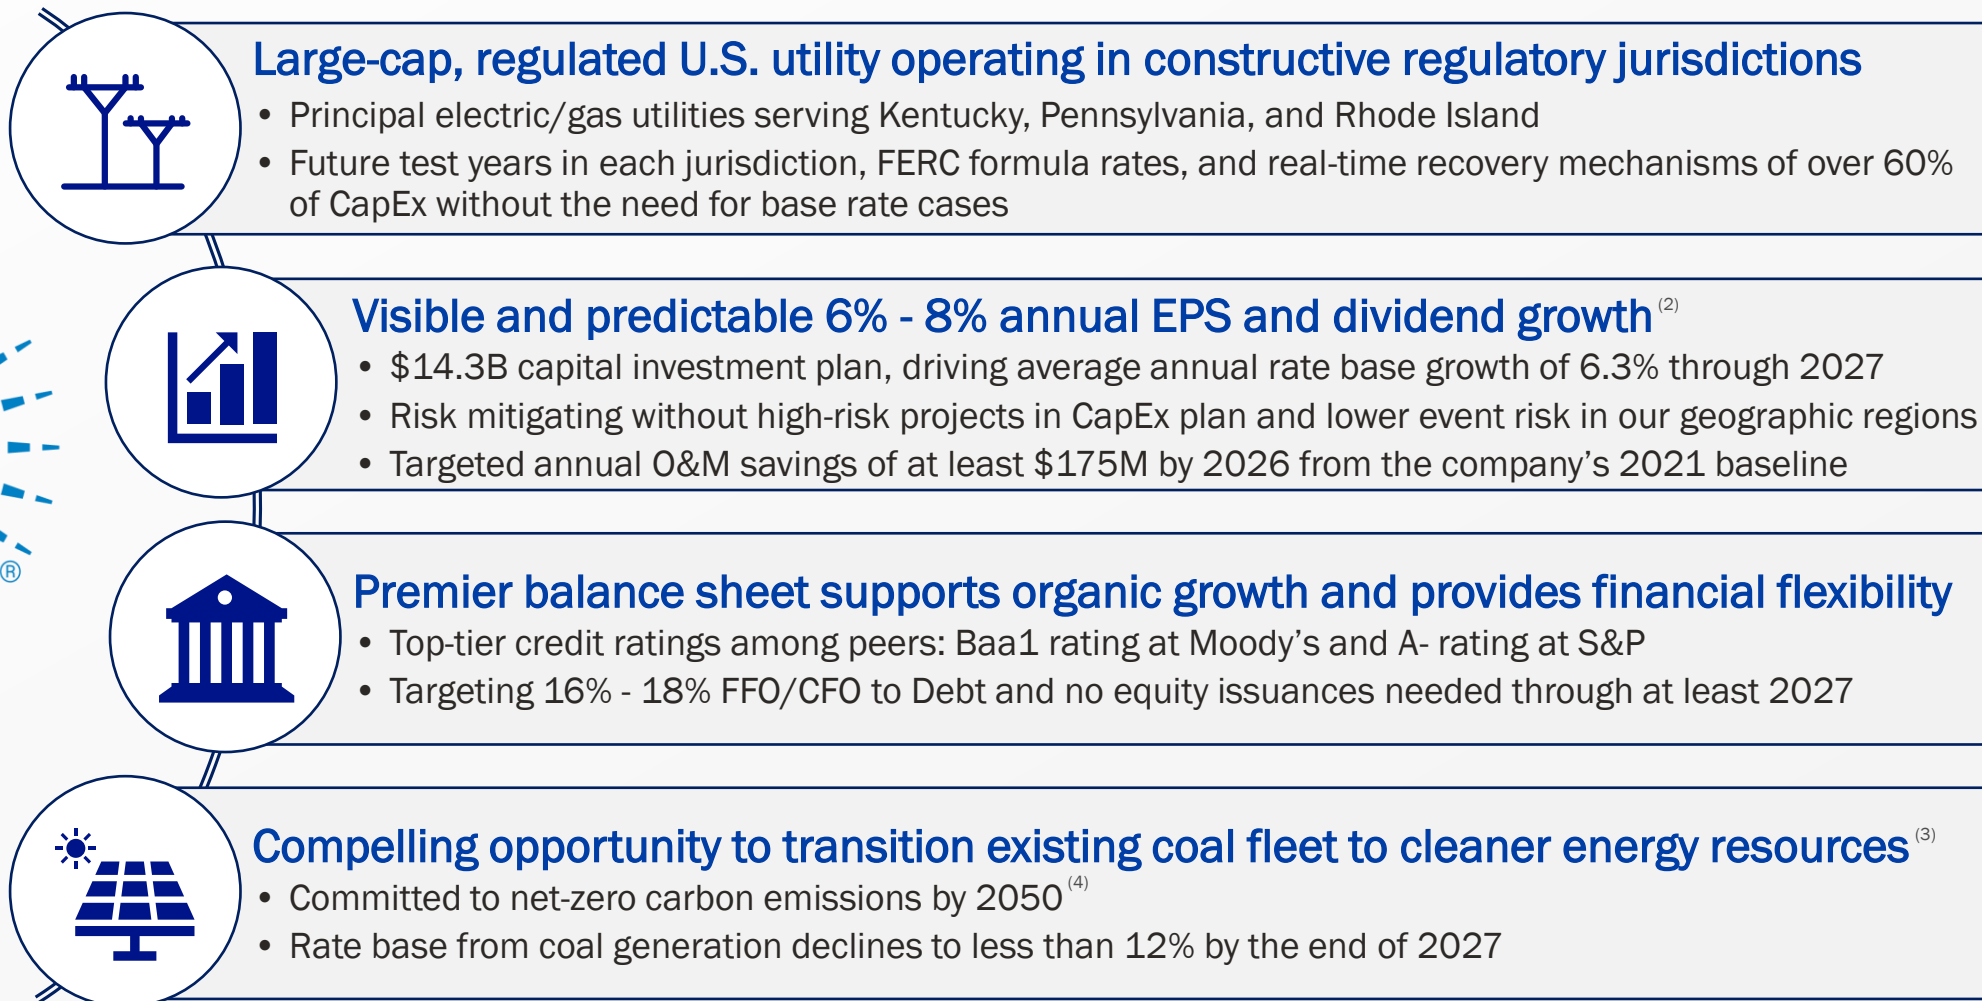 Large-cap, regulated U.S. utility operating in constructive regulatory jurisdictions
• Principal electric/gas utilities serving Kentucky, Pennsylvania, and Rhode Island
• Future test years in each jurisdiction, FERC formula rates, and real-time recovery mechanisms of over 60%
of CapEx without the need for base rate cases
Visible and predictable 6% - 8% annual EPS and dividend growth (2)
• $14.3B capital investment plan, driving average annual rate base growth of 6.3% through 2027
• Risk mitigating without high-risk projects in CapEx plan and lower event risk in our geographic regions
• Targeted annual O&M savings of at least $175M by 2026 from the company's 2021 baseline
®
Premier balance sheet supports organic growth and provides financial flexibility
• Top-tier credit ratings among peers: Baa1 rating at Moody's and A- rating at S&P
• Targeting 16% - 18% FFO/CFO to Debt and no equity issuances needed through at least 2027
Compelling opportunity to transition existing coal fleet to cleaner energy resources (3)
• Committed to net-zero carbon emissions by 2050 (4)
• Rate base from coal generation declines to less than 12% by the end of 2027